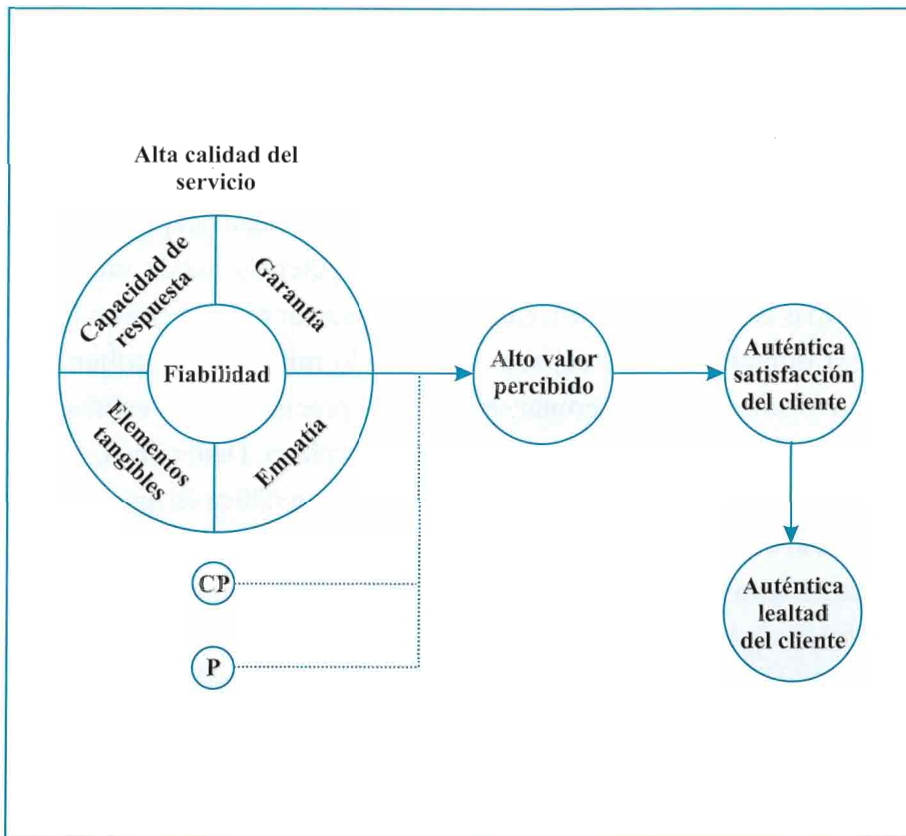 Alta calidad del
servicio
Capacidad de
respuesta
Garantía
Fiabilidad
Elementos
tangibles
Empatía
CP
P
Alto valor
percibido
Auténtica
satisfacción
del cliente
Auténtica
lealtad
del cliente